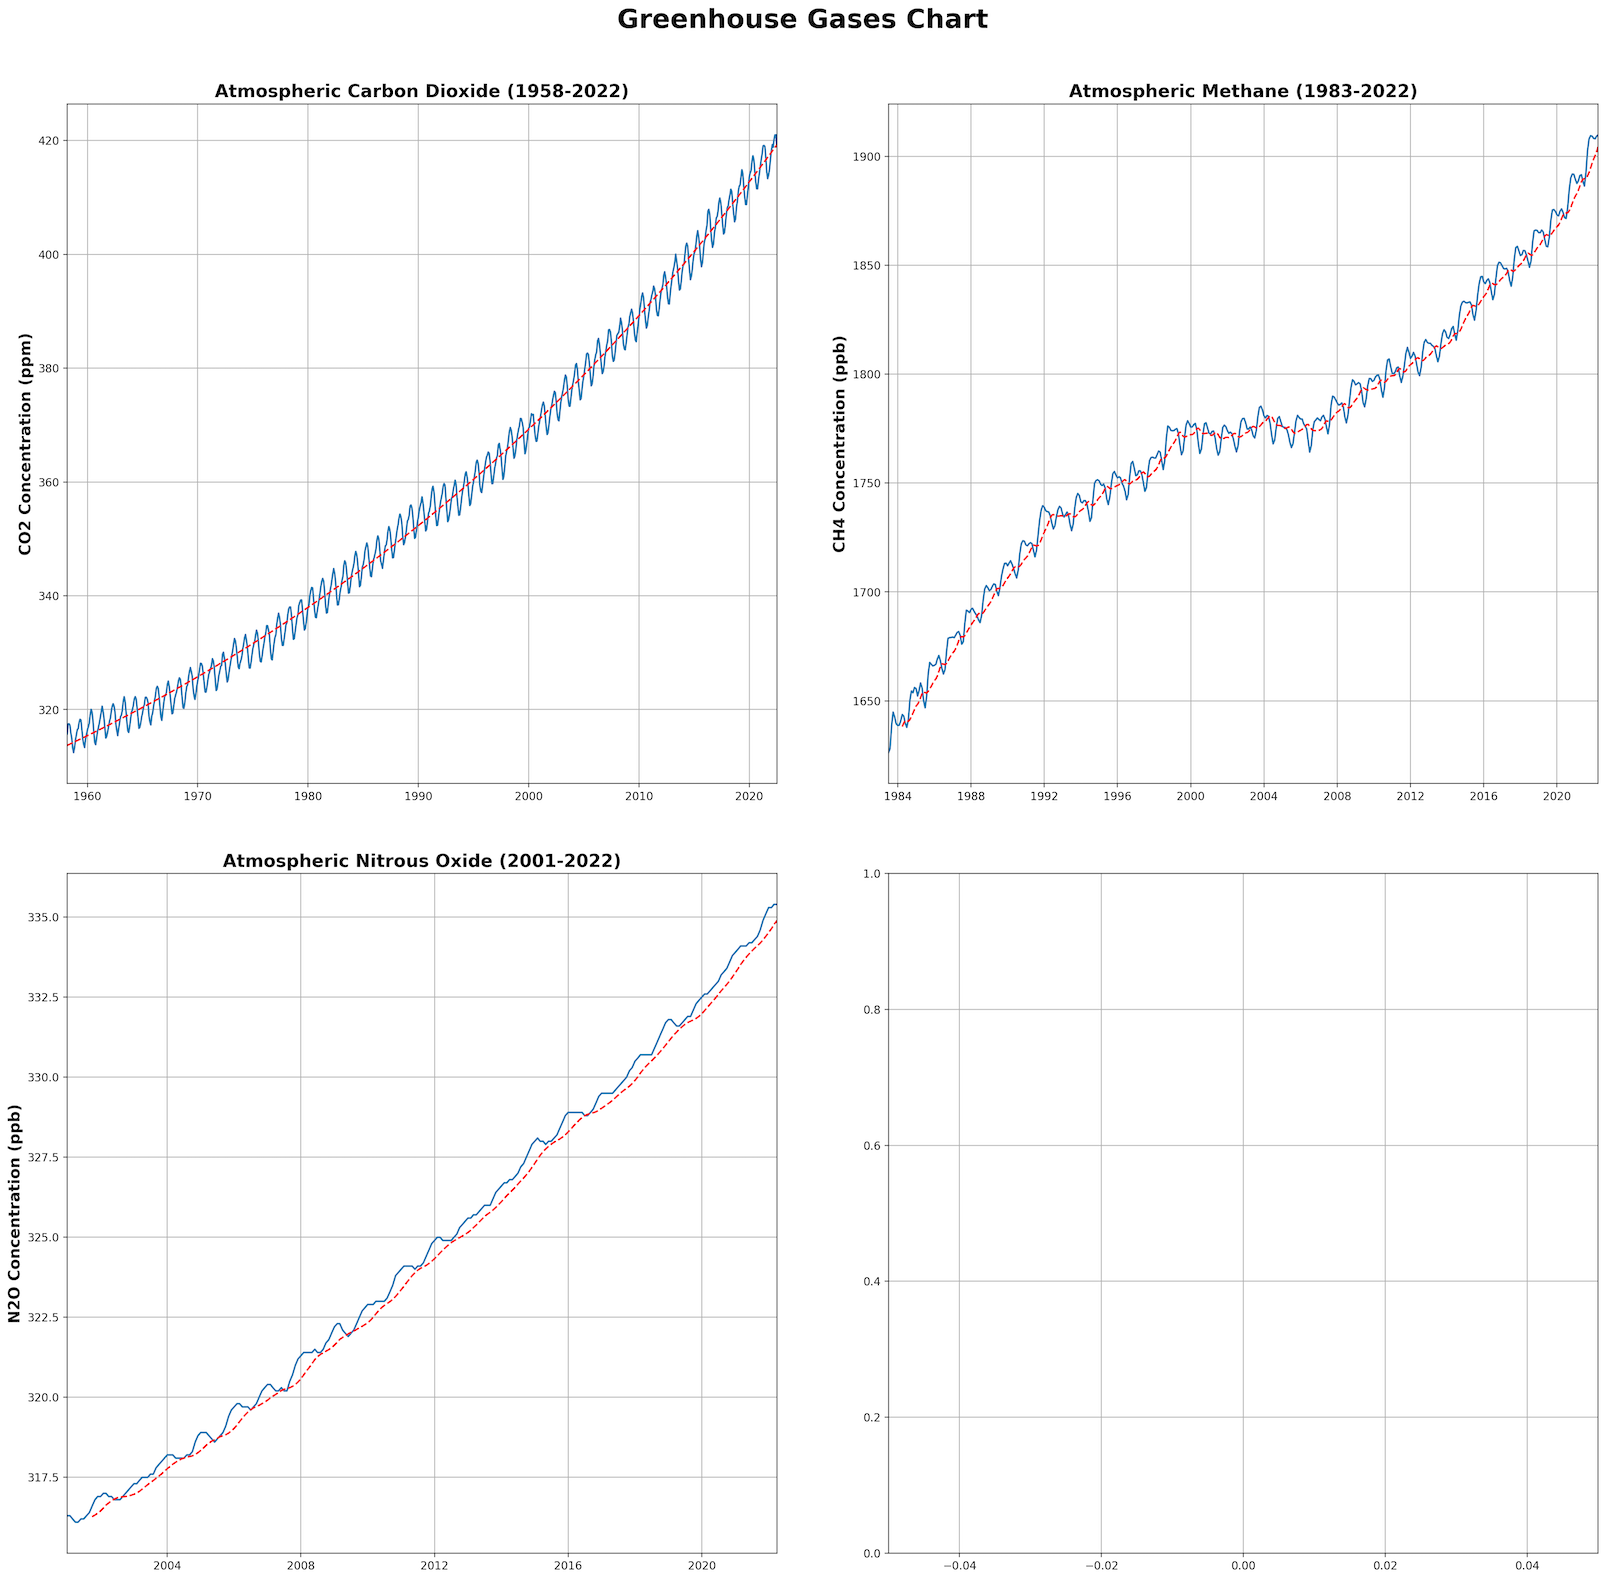 Greenhouse Gases Chart
Atmospheric Carbon Dioxide (1958-2022)
CO2 Concentration (ppm)
420
400
380
360
340
320
1960 1970 1980 1990 2000 2010 2020
Atmospheric Methane (1983-2022)
CH4 Concentration (ppb)
1900
1850
1800
1750
1700
1650
1984 1988 1992 1996 2000 2004 2008 2012 2016 2020
Atmospheric Nitrous Oxide (2001-2022)
N2O Concentration (ppb)
335.0
332.5
330.0
327.5
325.0
322.5
320.0
317.5
2004 2008 2012 2016 2020
1.0
0.8
0.6
0.4
0.2
0.0
−0.04 −0.02 0.00 0.02 0.04